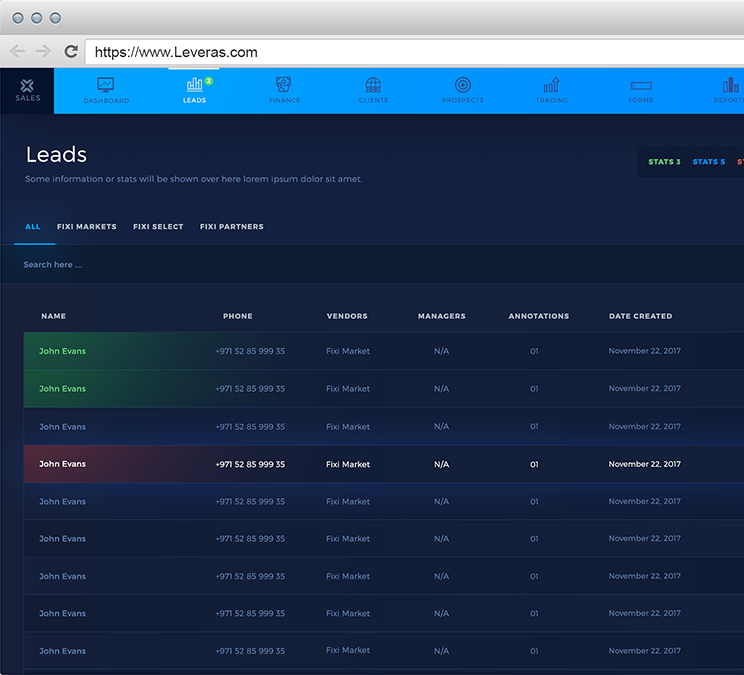 https://www.Leveras.com
SALES DASHBOARD LEADS 2 FINANCE CLIENTS PROSPECTS TRADING FORMS REPORTS
Leads
Some information or stats will be shown over here lorem ipsum dolor sit amet.
STATS 3 STATS 5
ALL FIXI MARKETS FIXI SELECT FIXI PARTNERS
Search here ....
NAME PHONE VENDORS MANAGERS ANNOTATIONS DATE CREATED
John Evans +971 52 85 999 35 Fixi Market N/A 01 November 22, 2017
John Evans +971 52 85 999 35 Fixi Market N/A 01 November 22, 2017
John Evans +971 52 85 999 35 Fixi Market N/A 01 November 22, 2017
John Evans +971 52 85 999 35 Fixi Market N/A 01 November 22, 2017
John Evans +971 52 85 999 35 Fixi Market N/A 01 November 22, 2017
John Evans +971 52 85 999 35 Fixi Market N/A 01 November 22, 2017
John Evans +971 52 85 999 35 Fixi Market N/A 01 November 22, 2017
John Evans +971 52 85 999 35 Fixi Market N/A 01 November 22, 2017
John Evans +971 52 85 999 35 Fixi Market N/A 01 November 22, 2017